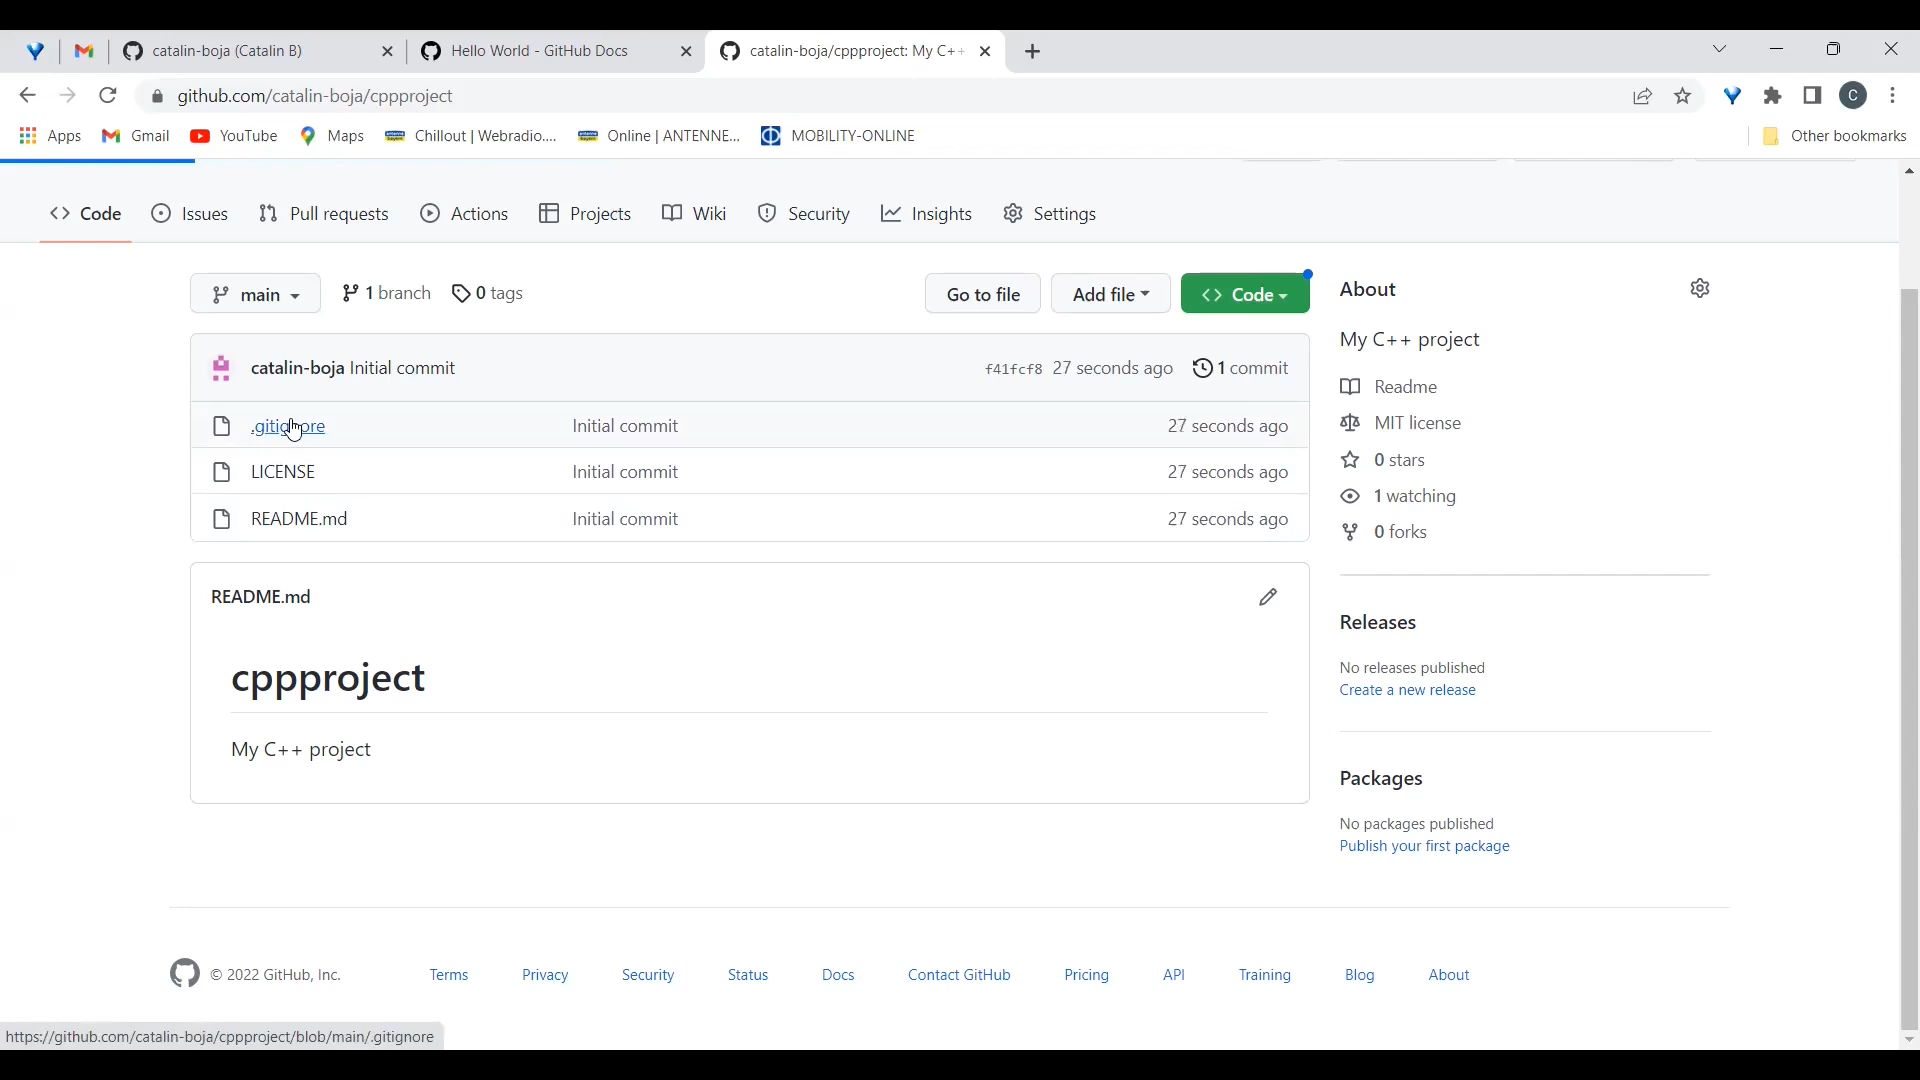 catalin-boja (Catalin B)
Hello World - GitHub Docs
catalin-boja/cppproject: My C++
github.com/catalin-boja/cppproject
C
Apps
Gmail
YouTube
Maps
Chillout | Webradio....
Online | ANTENNE...
MOBILITY-ONLINE
Other bookmarks
Code
Issues
Pull requests
Actions
Projects
Wiki
Security
Insights
Settings
main
1 branch
0 tags
Go to file
Add file
Code
catalin-boja Initial commit
f41fcf8 27 seconds ago
1 commit
.gitignore Initial commit 27 seconds ago
LICENSE Initial commit 27 seconds ago
README.md Initial commit 27 seconds ago
README.md
cppproject
My C++ project
About
My C++ project
Readme
MIT license
0 stars
1 watching
0 forks
Releases
No releases published
Create a new release
Packages
No packages published
Publish your first package
© 2022 GitHub, Inc.
Terms
Privacy
Security
Status
Docs
Contact GitHub
Pricing
API
Training
Blog
About
https://github.com/catalin-boja/cppproject/blob/main/.gitignore